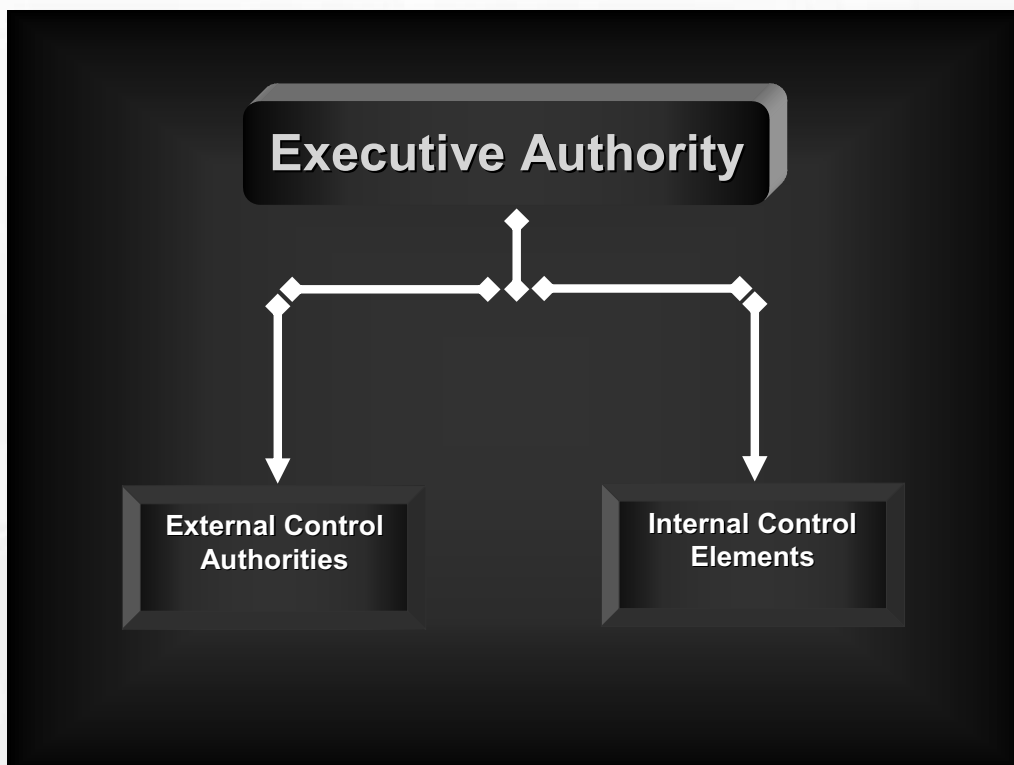 Executive Authority
External Control
Authorities
Internal Control
Elements